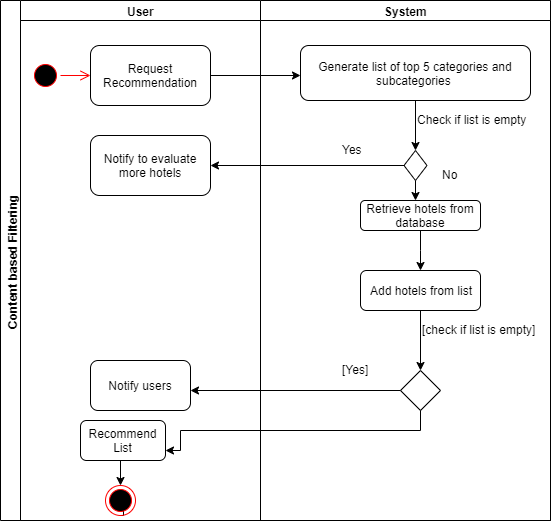 User
System
Content based Filtering
Request
Recommendation
Generate list of top 5 categories and
subcategories
Check if list is empty
Yes
Notify to evaluate
more hotels
No
Retrieve hotels from
database
Add hotels from list
[check if list is empty]
[Yes]
Notify users
Recommend
List